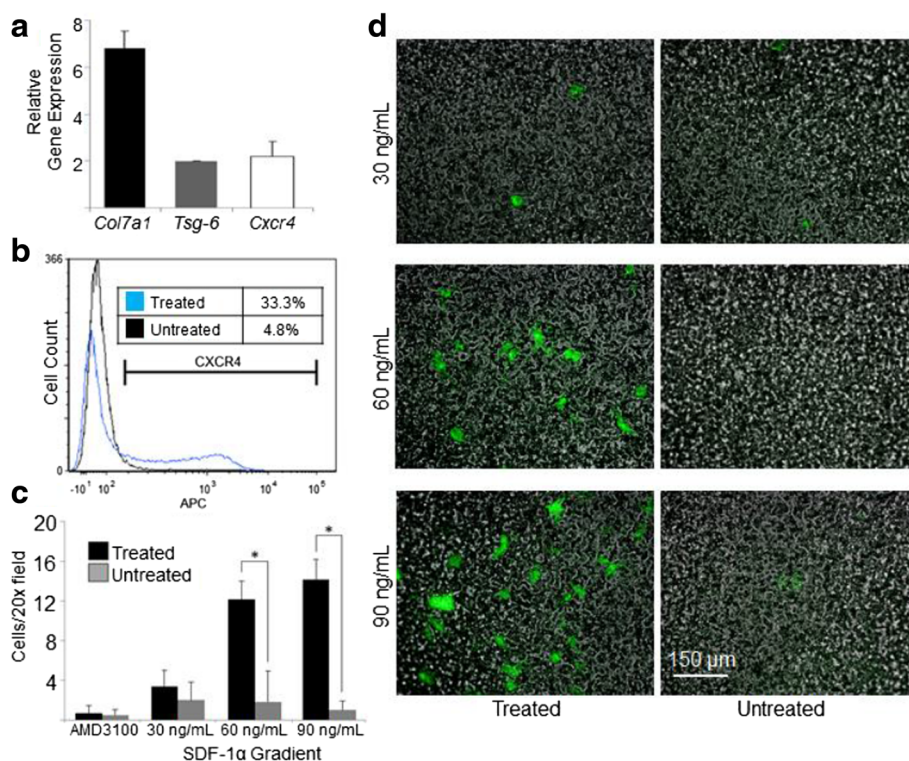 a
8
6
4
2
Relative
Gene Expression
Col7a1 Tsg-6 Cxcr4
b
366
0
Cell Count
Treated 33.3%
Untreated 4.8%
CXCR4
-10¹ 10² 10³ 10⁴ 10⁵
APC
c
20
16
12
8
4
Cells/20x field
Treated
Untreated
*
*
AMD3100 30 ng/mL 60 ng/mL 90 ng/mL
SDF-1α Gradient
d
30 ng/mL
60 ng/mL
90 ng/mL
150 µm
Treated Untreated